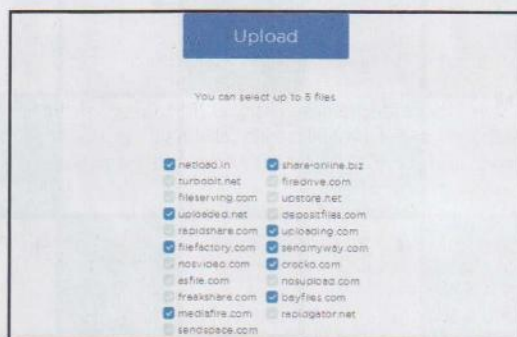 Upload
You can select up to 5 files
netload.in share-online.biz
turbobit.net firedrive.com
fileserving.com upstore.net
uploaded.net depositfiles.com
rapidshare.com uploading.com
filefactory.com sendmyway.com
nosvideo.com crocko.com
asfile.com nosupload.com
freakshare.com bayfiles.com
mediafire.com rapidgator.net
sendspace.com